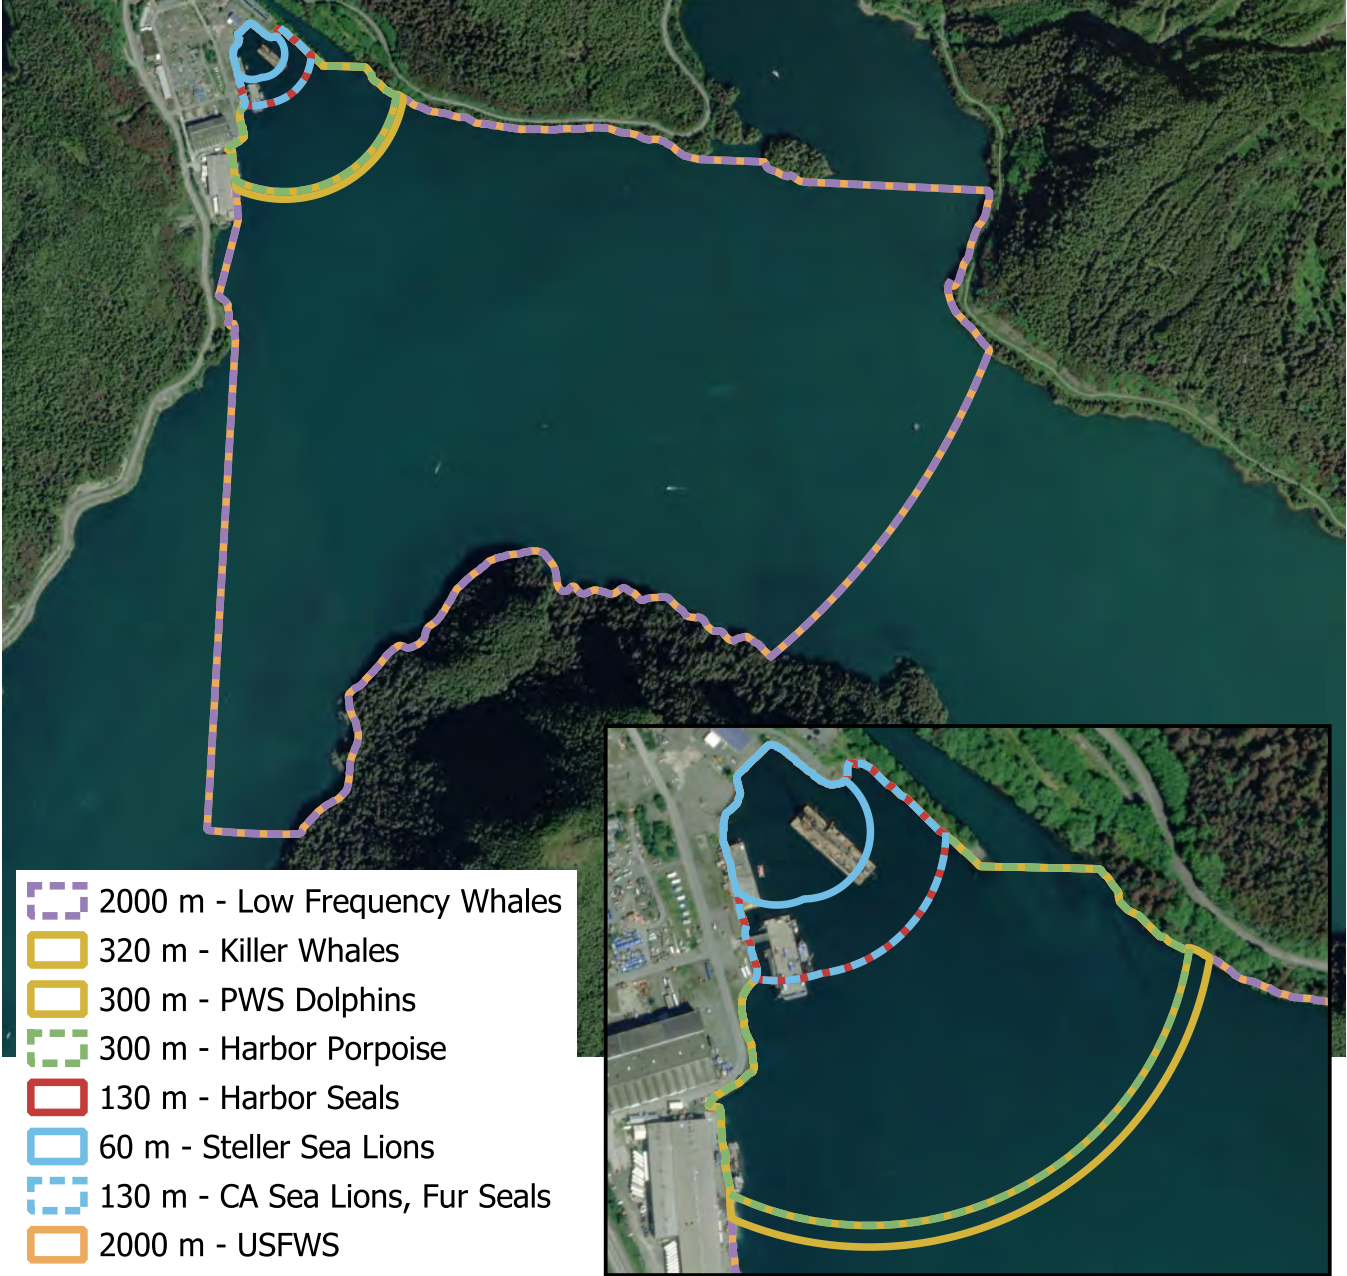 2000 m - Low Frequency Whales
320 m - Killer Whales
300 m - PWS Dolphins
300 m - Harbor Porpoise
130 m - Harbor Seals
60 m - Steller Sea Lions
130 m - CA Sea Lions, Fur Seals
2000 m - USFWS